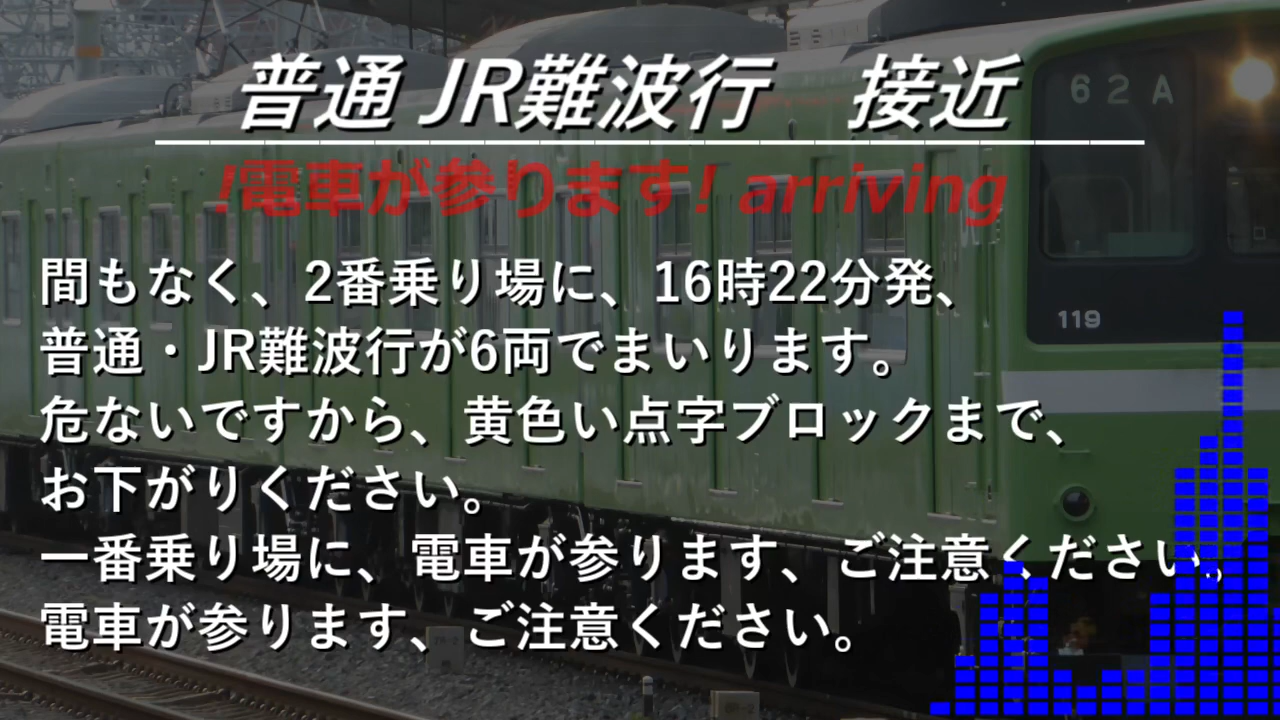 普通 JR難波行　接近
!電車が参ります! arriving
62A
119
間もなく、2番乗り場に、16時22分発、
普通・JR難波行が6両でまいります。
危ないですから、黄色い点字ブロックまで、
お下がりください。
一番乗り場に、電車が参ります、ご注意ください。
電車が参ります、ご注意ください。